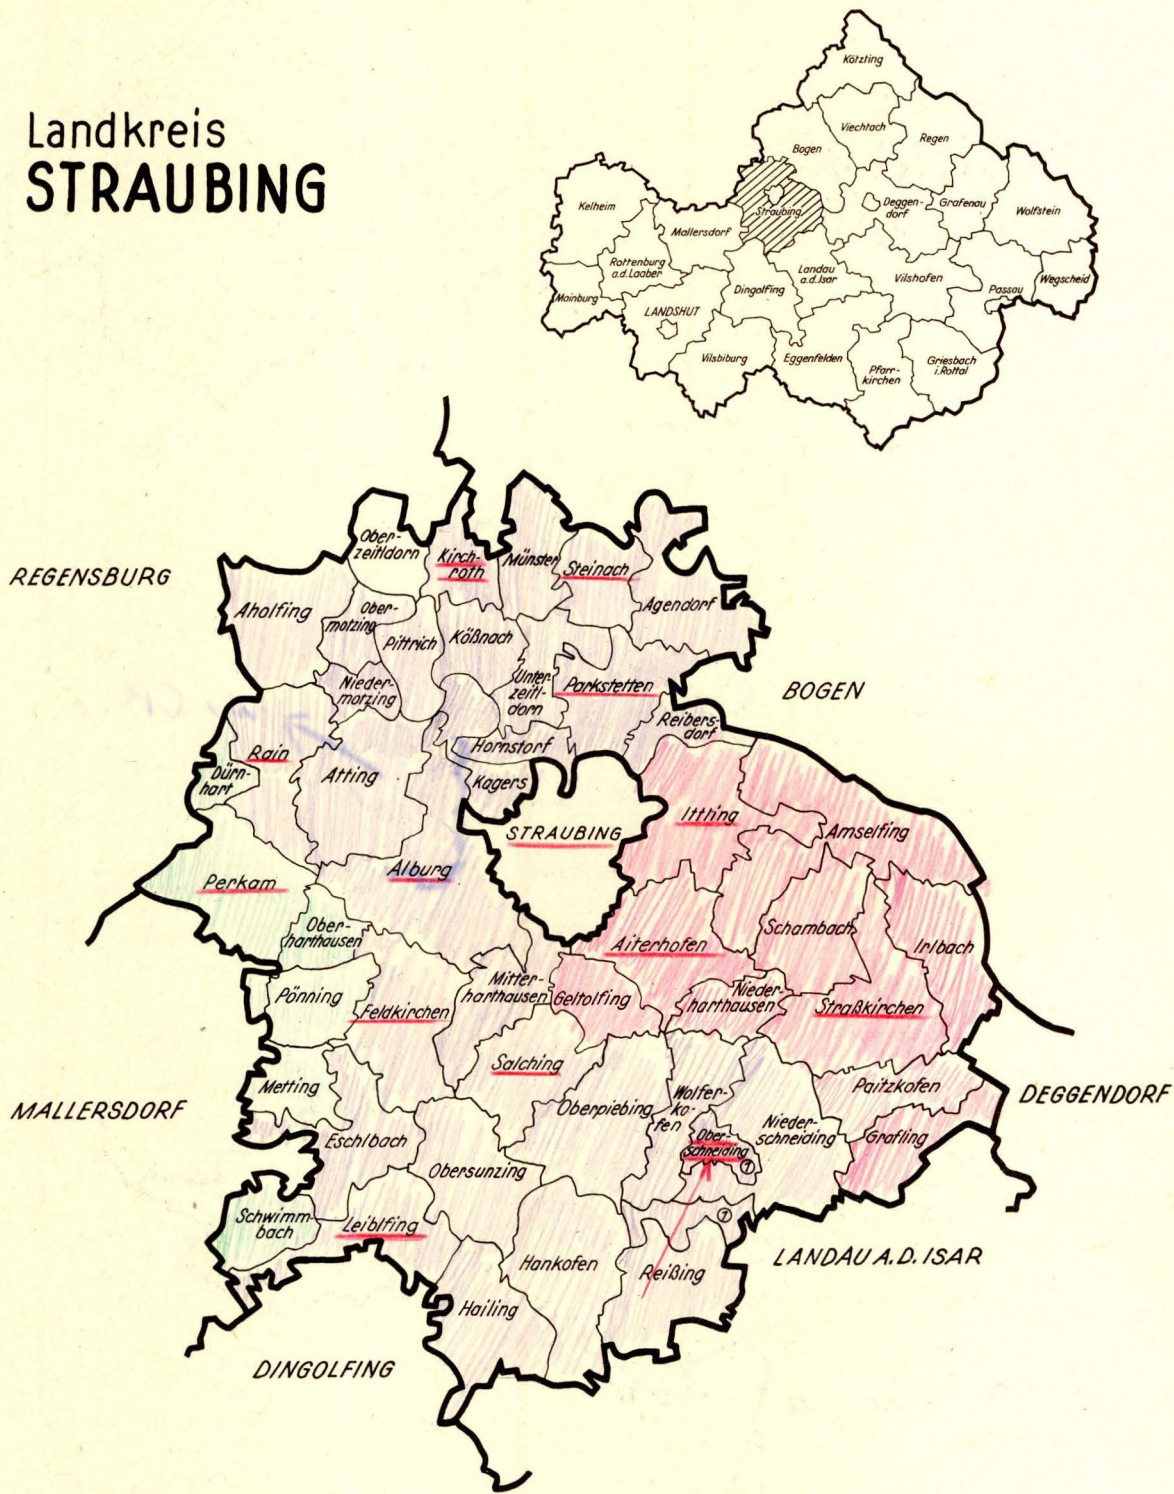 Landkreis
STRAUBING
Kötzting
Viechtach
Regen
Bogen
Kelheim
Straubing
Deggen-
dorf
Grafenau
Wolfstein
Mallersdorf
Rottenburg
a.d.Laaber
Landau
a.d.Isar
Dingolfing
Vilshofen
Passau
Wegscheid
Mainburg
LANDSHUT
Vilsbiburg
Eggenfelden
Pfarr-
kirchen
Griesbach
i.Rottal
REGENSBURG
Ober-
zeitldorn
Kirch-
roth
Münster
Steinach
Aholfing
Ober-
motzing
Pittrich
Kößnach
Agendorf
Nieder-
motzing
Unter-
zeitl-
dorn
Parkstetten
BOGEN
Reibers-
dorf
Rain
Hornstorf
Dürn-
hart
Atting
Kagers
STRAUBING
Ittling
Amselfing
Perkam
Alburg
Ober-
harthausen
Aiterhofen
Schambach
Irlbach
Pönning
Feldkirchen
Mitter-
harthausen
Geltolfing
Nieder-
harthausen
Straßkirchen
Salching
MALLERSDORF
Metting
Oberpiebing
Wolfer-
ko-
fen
Paitzkofen
DEGGENDORF
Eschlbach
Obersunzing
Ober-
Schneiding
Nieder-
schneiding
Grafling
Schwimm-
bach
Leiblfing
Hankofen
Reißing
LANDAU A.D. ISAR
Hailing
DINGOLFING